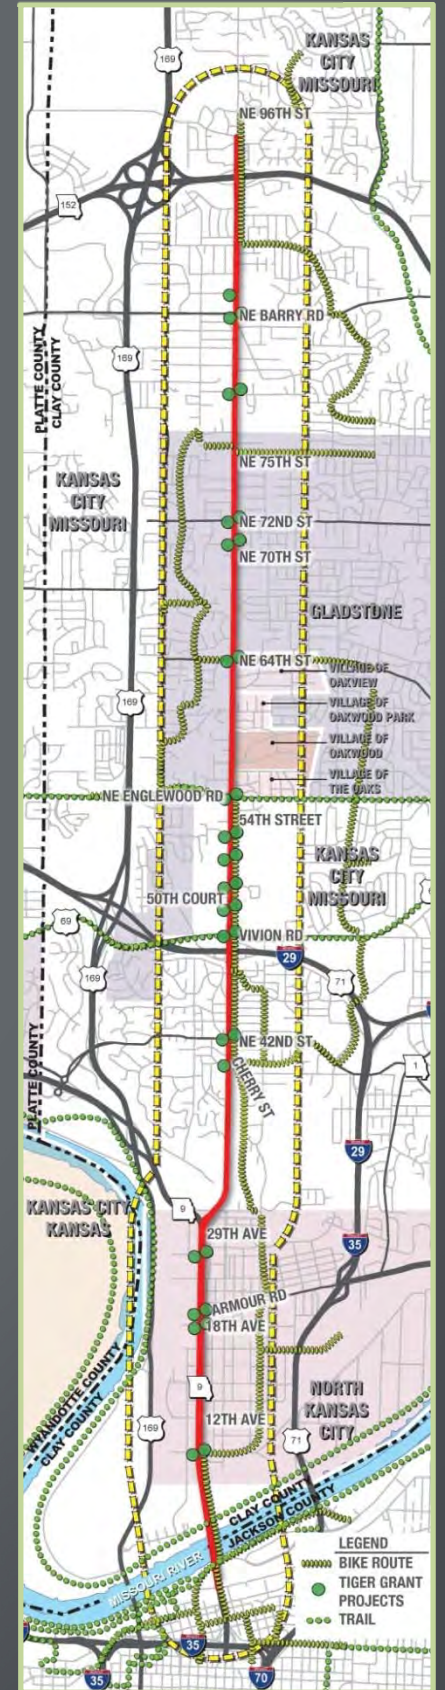 KANSAS
CITY
MISSOURI
169
NE 96TH ST
152
NE BARRY RD
PLATTE COUNTY
CLAY COUNTY
169
NE 75TH ST
KANSAS
CITY
MISSOURI
NE 72ND ST
NE 70TH ST
GLADSTONE
NE 64TH ST
VILLAGE OF
OAKVIEW
169
VILLAGE OF
OAKWOOD PARK
VILLAGE OF
OAKWOOD
VILLAGE OF
THE OAKS
NE ENGLEWOOD RD
54TH STREET
KANSAS
CITY
MISSOURI
50TH COURT
69
VIVION RD
29
71
169
NE 42ND ST
PLATTE COUNTY
1
CHERRY ST
29
KANSAS CITY
KANSAS
9
29TH AVE
35
ARMOUR RD
18TH AVE
WYANDOTTE COUNTY
CLAY COUNTY
9
NORTH
KANSAS
CITY
12TH AVE
169
71
CLAY COUNTY
JACKSON COUNTY
MISSOURI RIVER
LEGEND
BIKE ROUTE
TIGER GRANT
PROJECTS
TRAIL
35
35
70